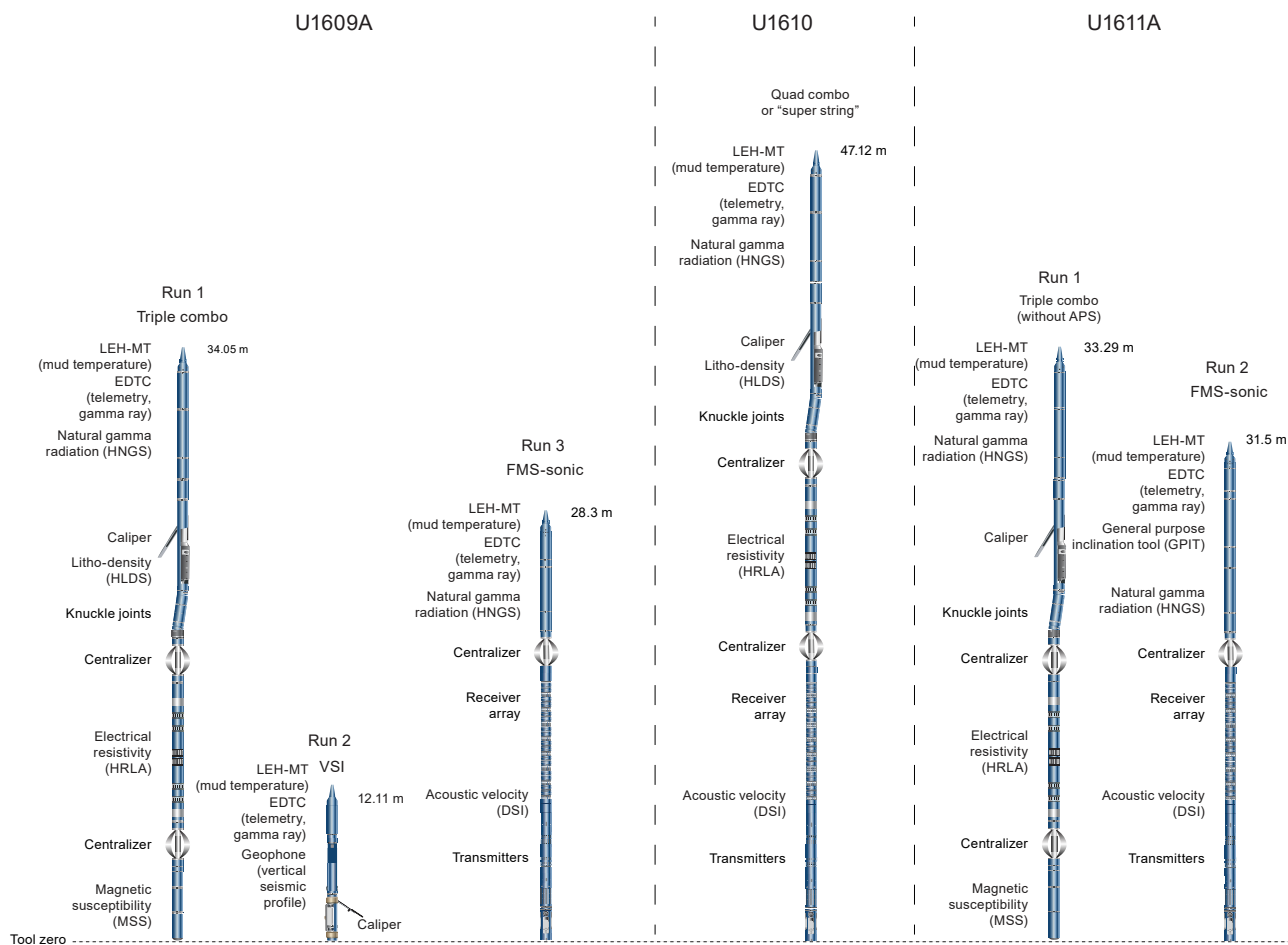 U1609A
U1610
U1611A
Run 1
Triple combo
LEH-MT
(mud temperature)
34.05 m
EDTC
(telemetry,
gamma ray)
Natural gamma
radiation (HNGS)
Caliper
Litho-density
(HLDS)
Knuckle joints
Centralizer
Electrical
resistivity
(HRLA)
Centralizer
Magnetic
susceptibility
(MSS)
Run 2
VSI
LEH-MT
(mud temperature)
12.11 m
EDTC
(telemetry,
gamma ray)
Geophone
(vertical
seismic
profile)
Caliper
Run 3
FMS-sonic
LEH-MT
(mud temperature)
28.3 m
EDTC
(telemetry,
gamma ray)
Natural gamma
radiation (HNGS)
Centralizer
Receiver
array
Acoustic velocity
(DSI)
Transmitters
Quad combo
or “super string”
LEH-MT
(mud temperature)
47.12 m
EDTC
(telemetry,
gamma ray)
Natural gamma
radiation (HNGS)
Caliper
Litho-density
(HLDS)
Knuckle joints
Centralizer
Electrical
resistivity
(HRLA)
Centralizer
Receiver
array
Acoustic velocity
(DSI)
Transmitters
Run 1
Triple combo
(without APS)
LEH-MT
(mud temperature)
33.29 m
EDTC
(telemetry,
gamma ray)
Natural gamma
radiation (HNGS)
Caliper
Knuckle joints
Centralizer
Electrical
resistivity
(HRLA)
Centralizer
Magnetic
susceptibility
(MSS)
Run 2
FMS-sonic
LEH-MT
(mud temperature)
31.5 m
EDTC
(telemetry,
gamma ray)
General purpose
inclination tool (GPIT)
Natural gamma
radiation (HNGS)
Centralizer
Receiver
array
Acoustic velocity
(DSI)
Transmitters
Tool zero